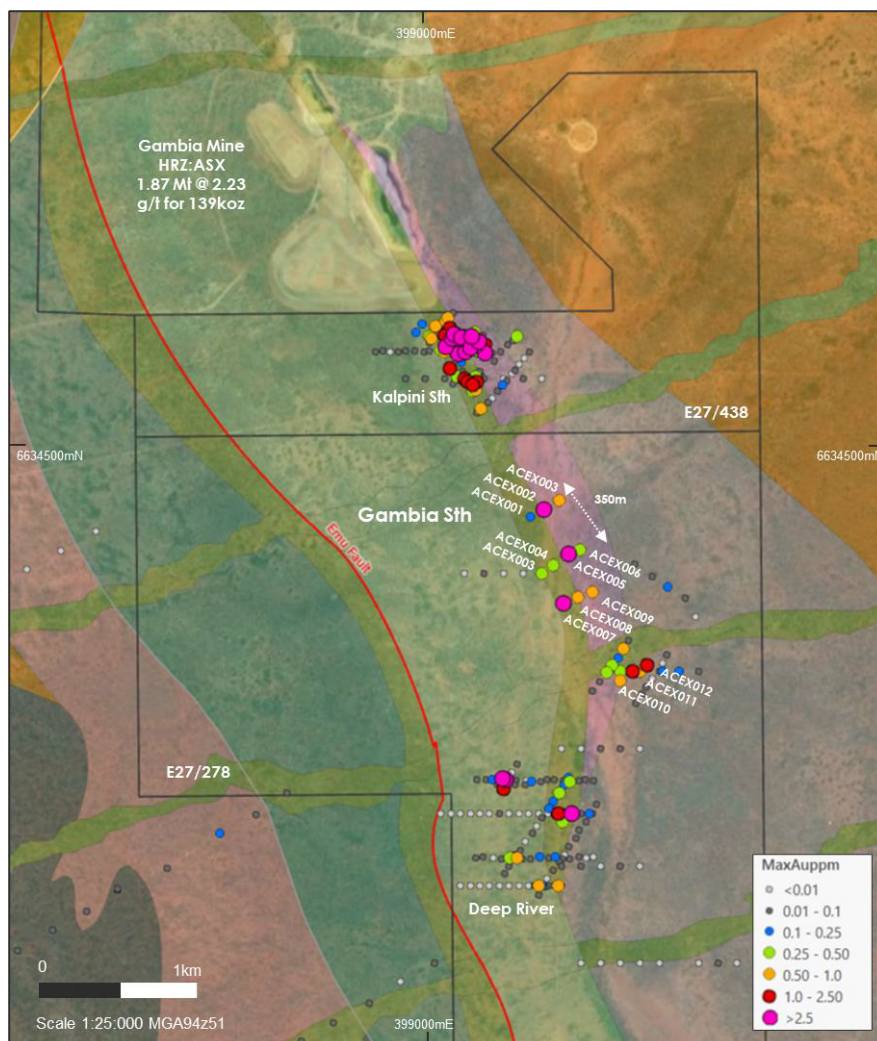 399000mE
Gambia Mine
HRZ:ASX
1.87 Mt @ 2.23
g/t for 139koz
Kalpini Sth
E27/438
6634500mN
6634500mN
ACEX003
ACEX002
ACEX001
350m
Gambia Sth
Emu Fault
ACEX004
ACEX003
ACEX006
ACEX005
ACEX009
ACEX008
ACEX007
ACEX012
ACEX011
ACEX010
E27/278
Deep River
MaxAuppm
<0.01
0.01 - 0.1
0.1 - 0.25
0.25 - 0.50
0.50 - 1.0
1.0 - 2.50
>2.5
0 1km
Scale 1:25:000 MGA94z51
399000mE